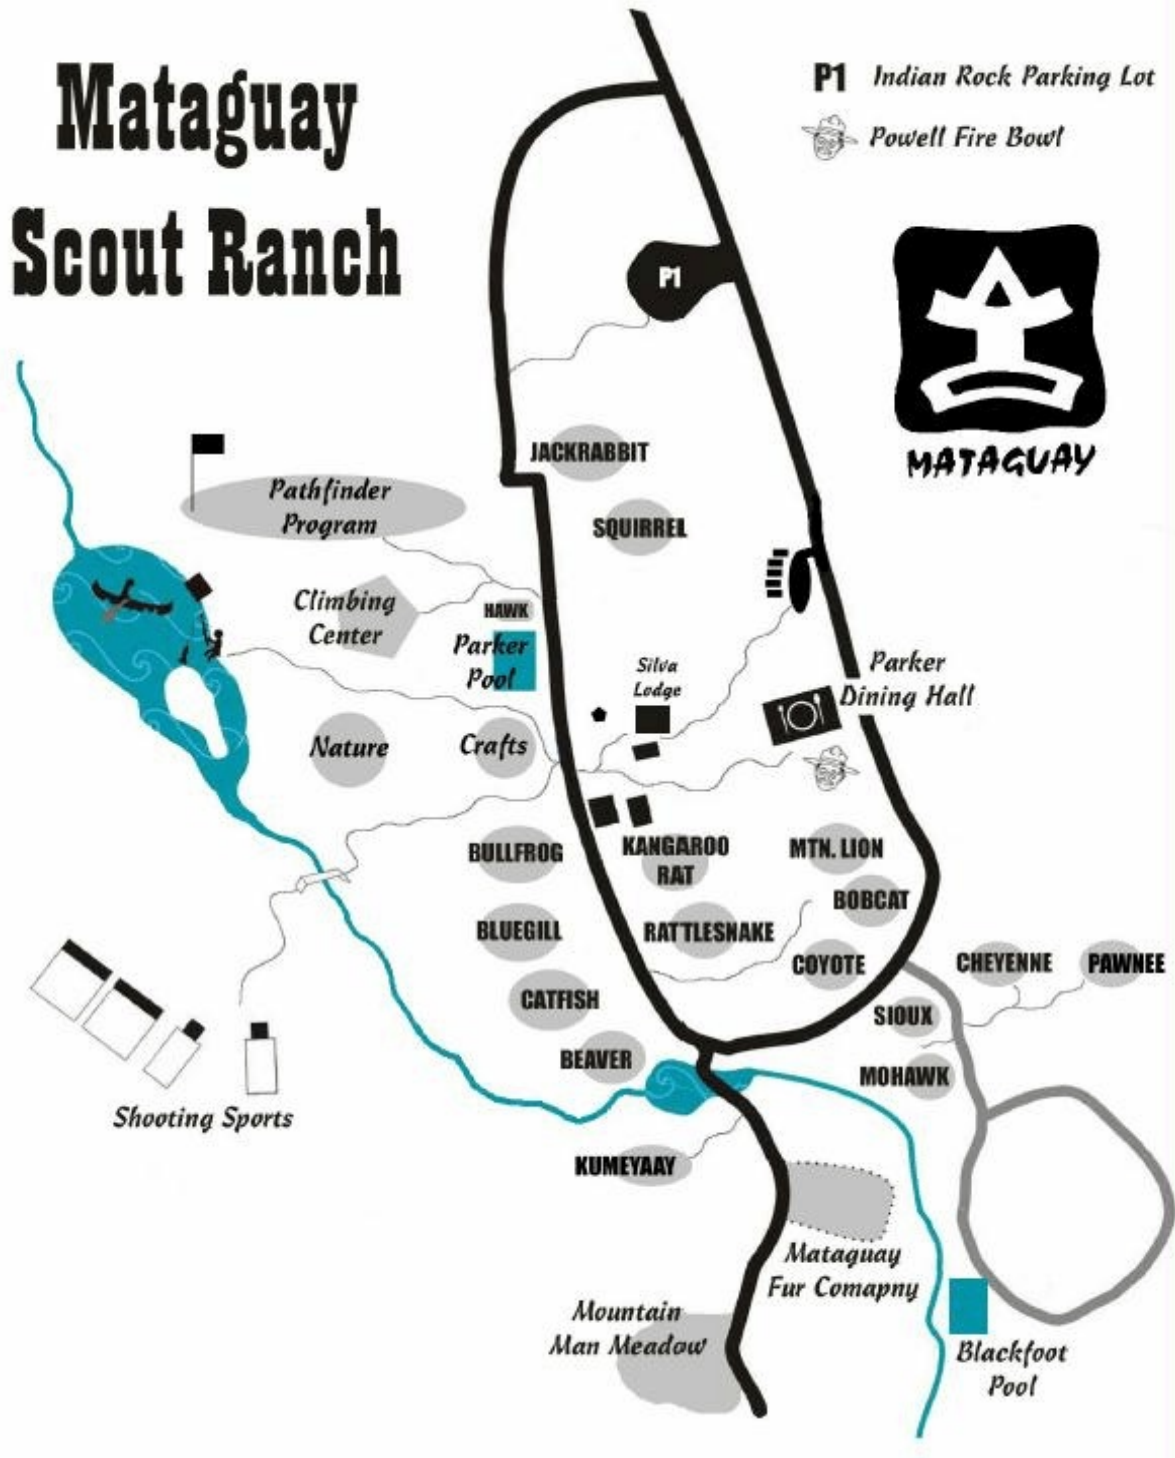 Mataguay
Scout Ranch
P1 Indian Rock Parking Lot
Powell Fire Bowl
MATAGUAY
P1
JACKRABBIT
SQUIRREL
Pathfinder
Program
Climbing
Center
HAWK
Parker
Pool
Silva
Lodge
Parker
Dining Hall
Nature
Crafts
BULLFROG
KANGAROO
RAT
MTN. LION
BOBCAT
BLUEGILL
RATTLESNAKE
COYOTE
CHEYENNE
PAWNEE
CATFISH
SIOUX
BEAVER
MOHAWK
Shooting Sports
KUMEYAAY
Mataguay
Fur Comapny
Mountain
Man Meadow
Blackfoot
Pool